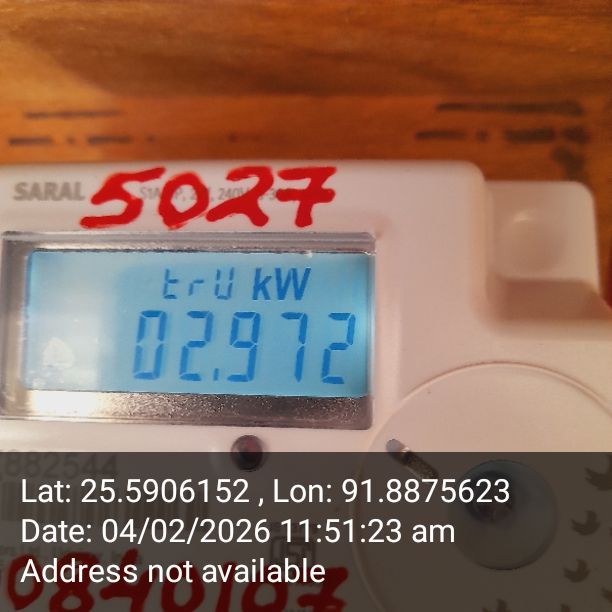 SARAL
5027
trU kW
02.972
882544
Lat: 25.5906152 , Lon: 91.8875623
Date: 04/02/2026 11:51:23 am
Address not available